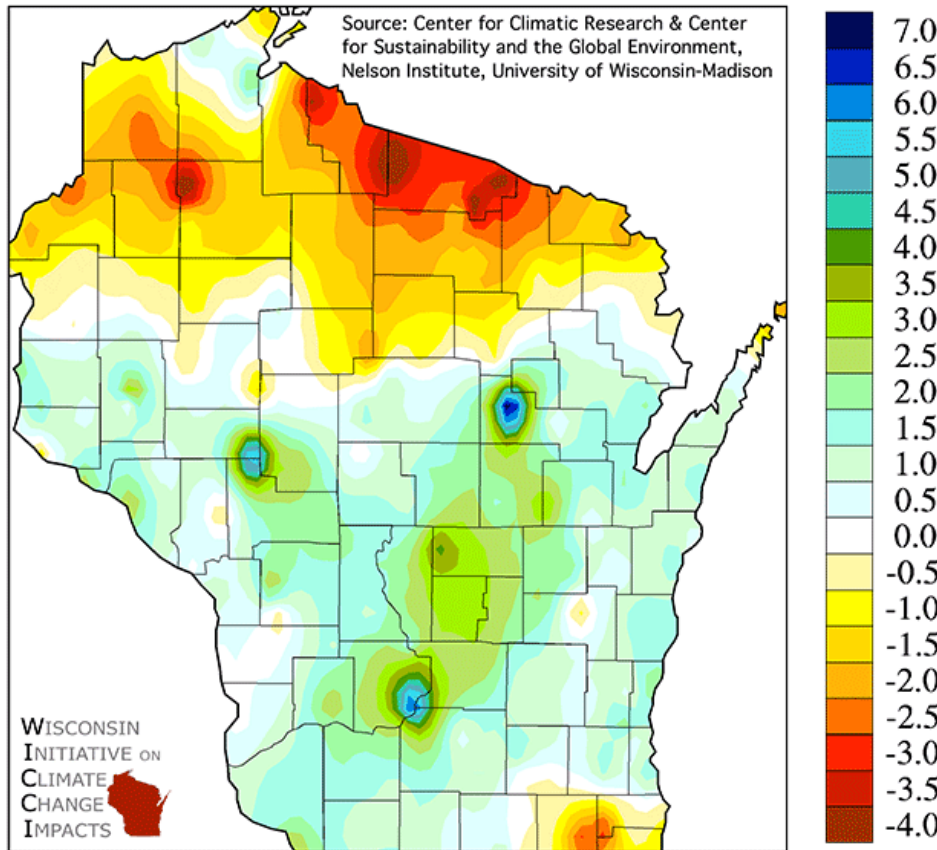 Source: Center for Climatic Research & Center
for Sustainability and the Global Environment,
Nelson Institute, University of Wisconsin-Madison
7.0
6.5
6.0
5.5
5.0
4.5
4.0
3.5
3.0
2.5
2.0
1.5
1.0
0.5
0.0
-0.5
-1.0
-1.5
-2.0
-2.5
-3.0
-3.5
-4.0
WISCONSIN
INITIATIVE ON
CLIMATE
CHANGE
IMPACTS